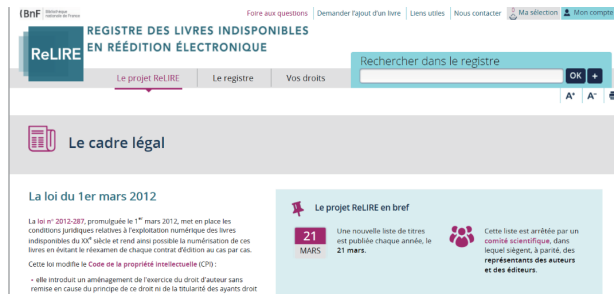 {BnF Bibliothèque nationale de France
Foire aux questions Demander l'ajout d'un livre Liens utiles Nous contacter Ma sélection Mon compte
ReLIRE
REGISTRE DES LIVRES INDISPONIBLES
EN RÉÉDITION ÉLECTRONIQUE
Rechercher dans le registre
OK +
Le projet ReLIRE Le registre Vos droits
A+ A-
Le cadre légal
La loi du 1er mars 2012
La loi n° 2012-287, promulguée le 1er mars 2012, met en place les
conditions juridiques relatives à l'exploitation numérique des livres
indisponibles du XXe siècle et rend ainsi possible la numérisation de ces
livres en évitant le réexamen de chaque contrat d'édition au cas par cas.
Cette loi modifie le Code de la propriété intellectuelle (CPI) :
• elle introduit un aménagement de l'exercice du droit d'auteur sans
remise en cause du principe de ce droit ni de la titularité des ayants droit
Le projet ReLIRE en bref
21
MARS
Une nouvelle liste de titres
est publiée chaque année, le
21 mars.
Cette liste est arrêtée par un
comité scientifique, dans
lequel siègent, à parité, des
représentants des auteurs
et des éditeurs.